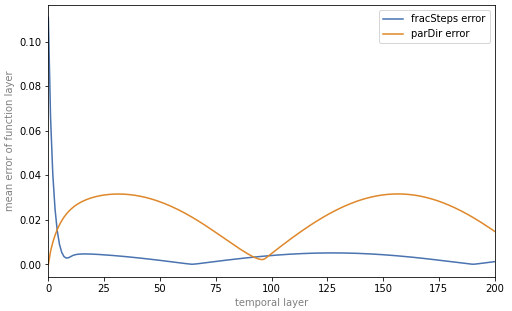 fracSteps error
parDir error
0.10
0.08
0.06
0.04
0.02
0.00
mean error of function layer
0 25 50 75 100 125 150 175 200
temporal layer